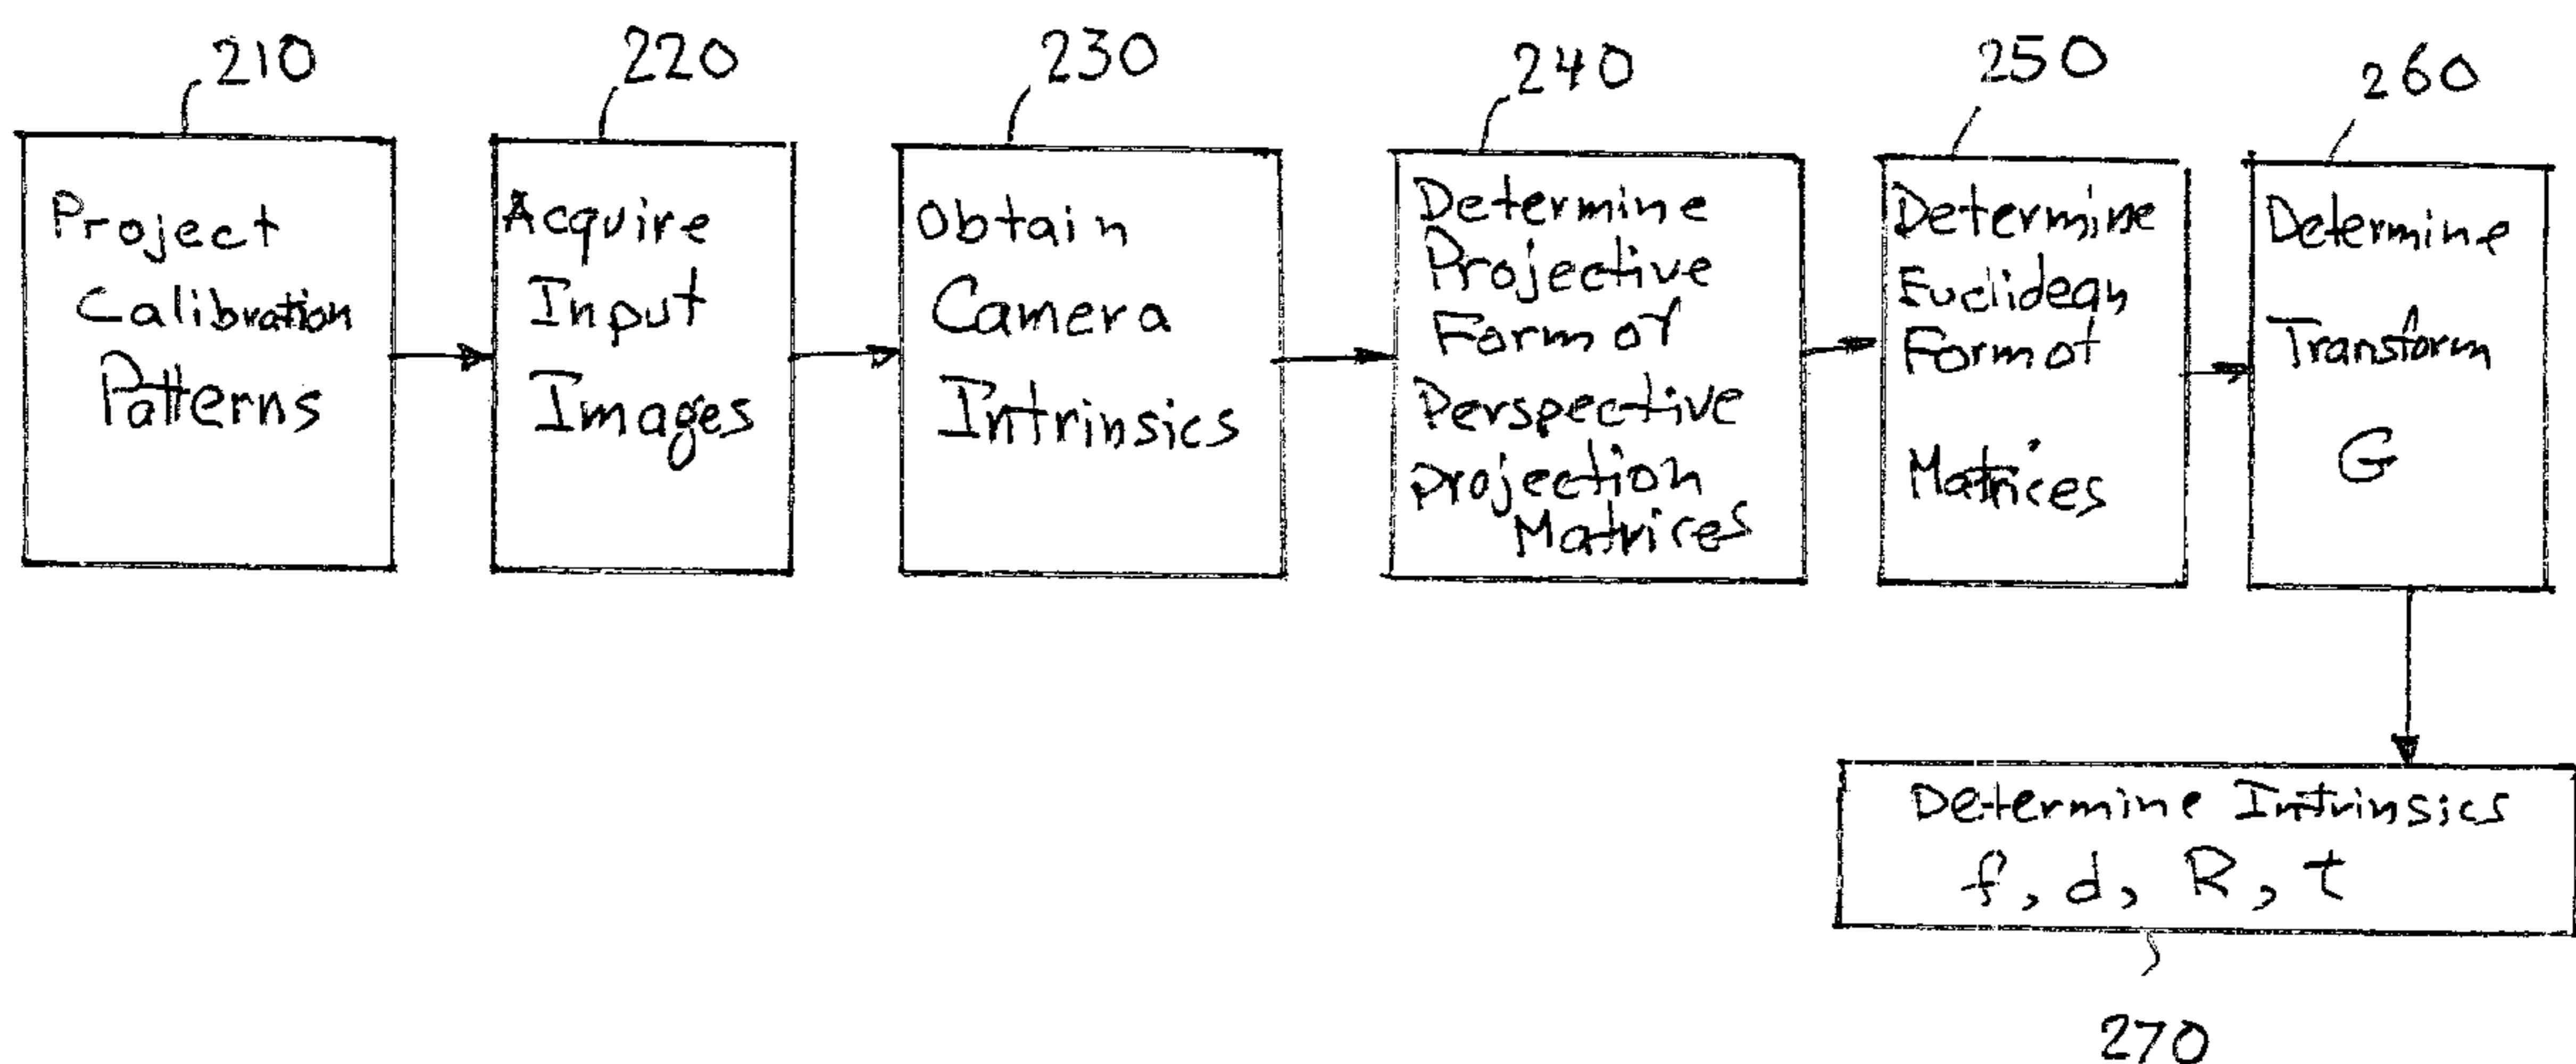 210
220
230
240
250
260
Project
Calibration
Patterns
Acquire
Input
Images
Obtain
Camera
Intrinsics
Determine
Projective
Form of
Perspective
Projection
Matrices
Determine
Euclidean
Form of
Matrices
Determine
Transform
G
Determine Intrinsics
f, d, R, t
270